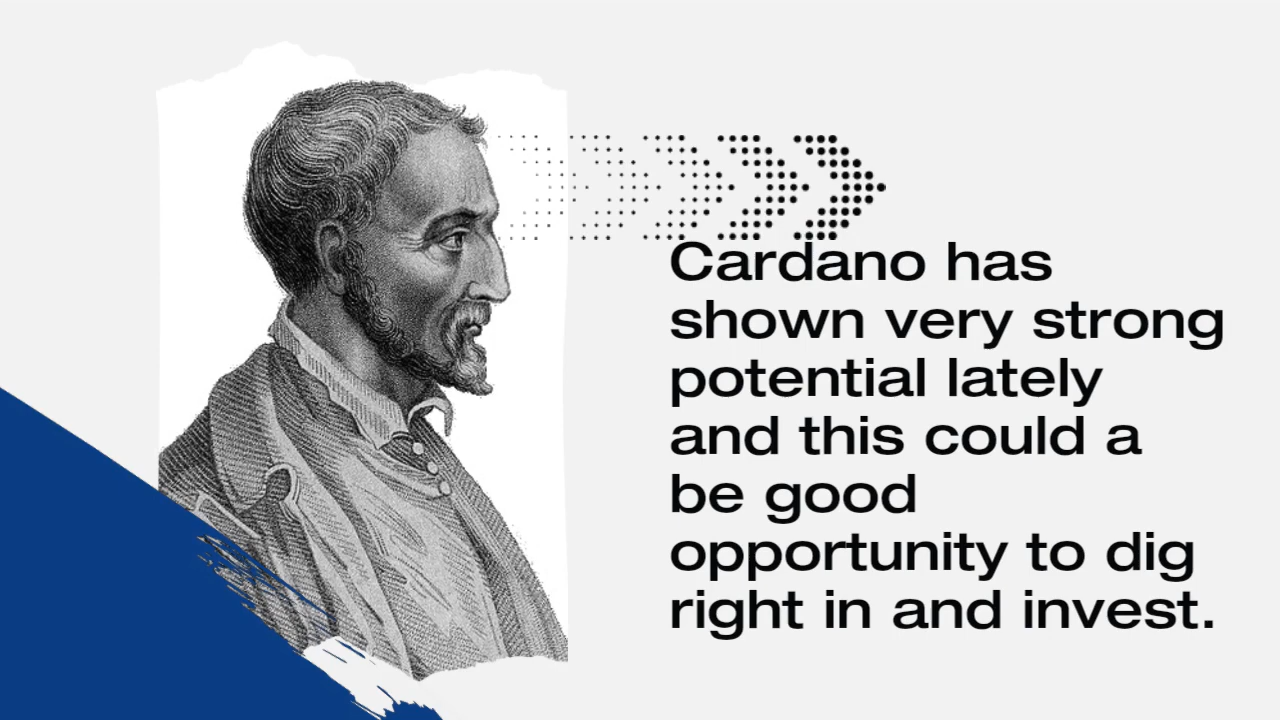 Cardano has
shown very strong
potential lately
and this could a
be good
opportunity to dig
right in and invest.